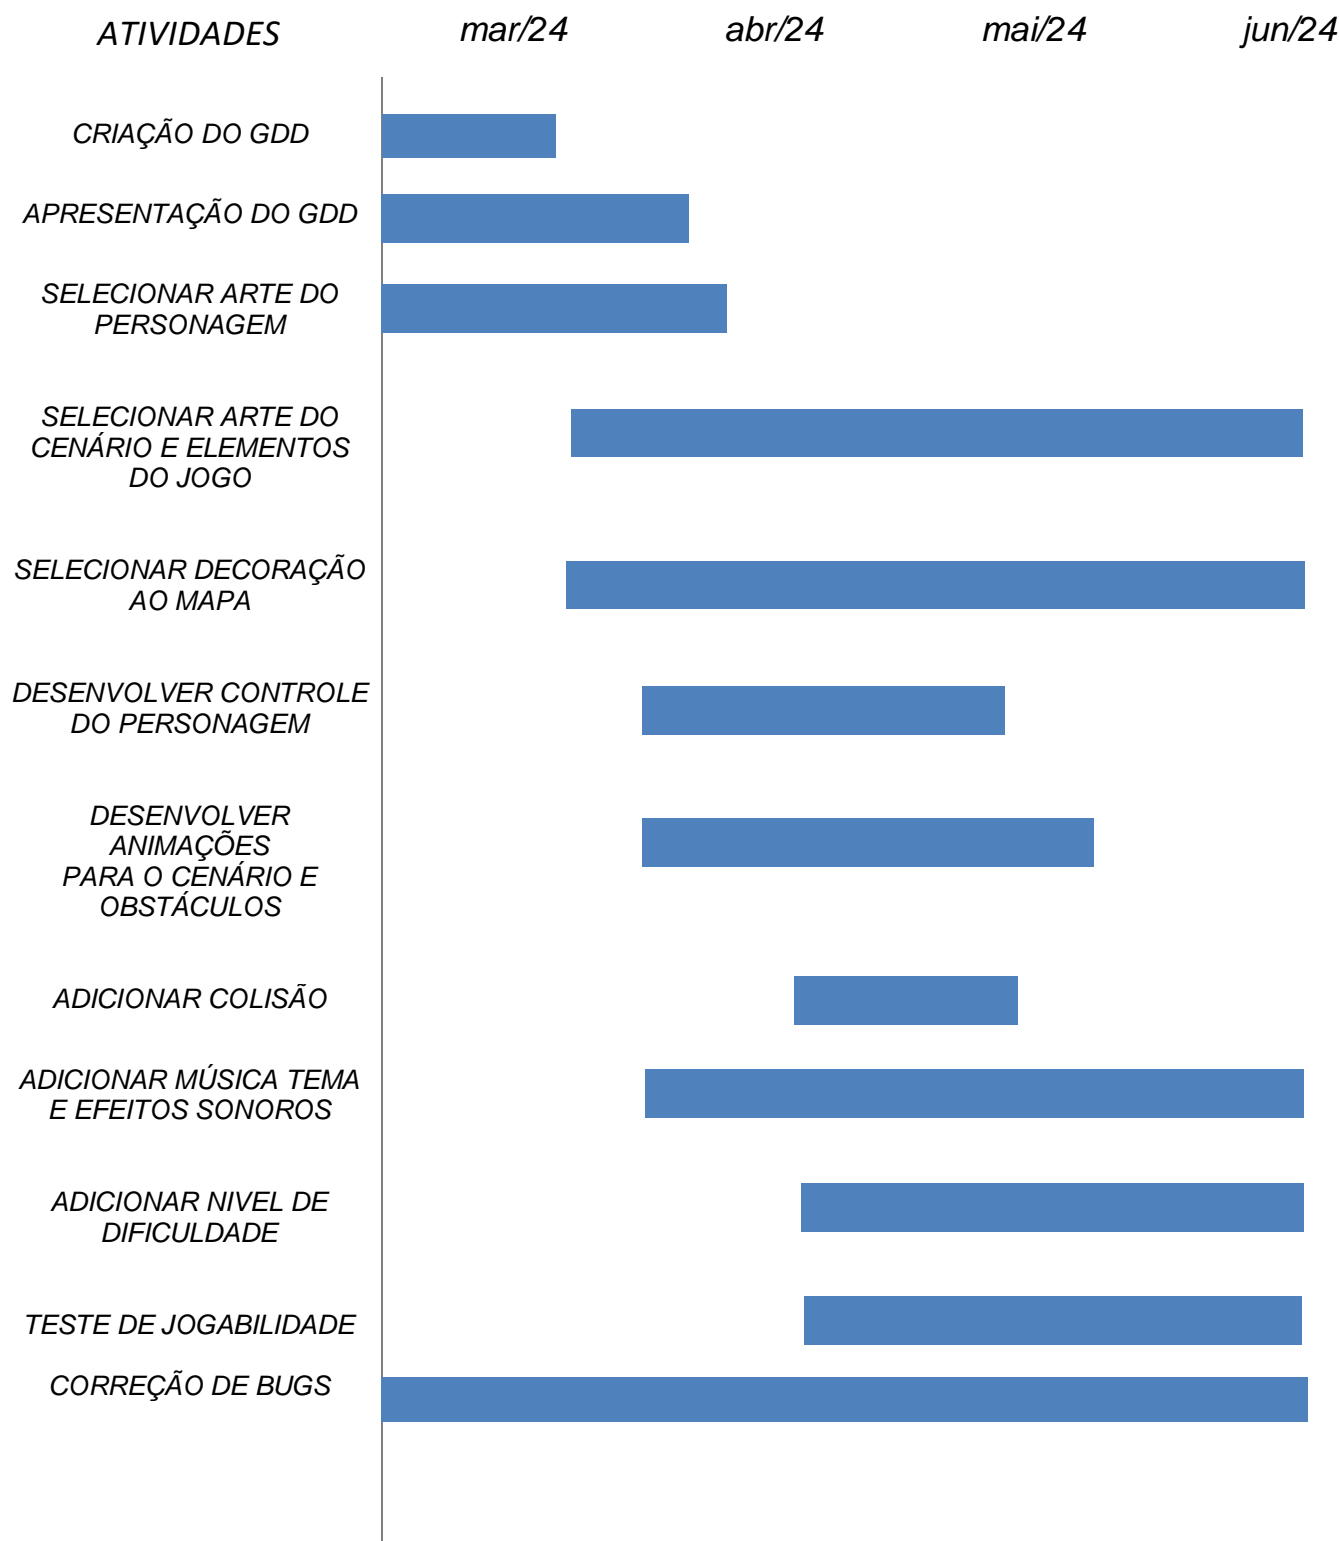 ATIVIDADES mar/24 abr/24 mai/24 jun/24
CRIAÇÃO DO GDD
APRESENTAÇÃO DO GDD
SELECIONAR ARTE DO
PERSONAGEM
SELECIONAR ARTE DO
CENÁRIO E ELEMENTOS
DO JOGO
SELECIONAR DECORAÇÃO
AO MAPA
DESENVOLVER CONTROLE
DO PERSONAGEM
DESENVOLVER
ANIMAÇÕES
PARA O CENÁRIO E
OBSTÁCULOS
ADICIONAR COLISÃO
ADICIONAR MÚSICA TEMA
E EFEITOS SONOROS
ADICIONAR NIVEL DE
DIFICULDADE
TESTE DE JOGABILIDADE
CORREÇÃO DE BUGS